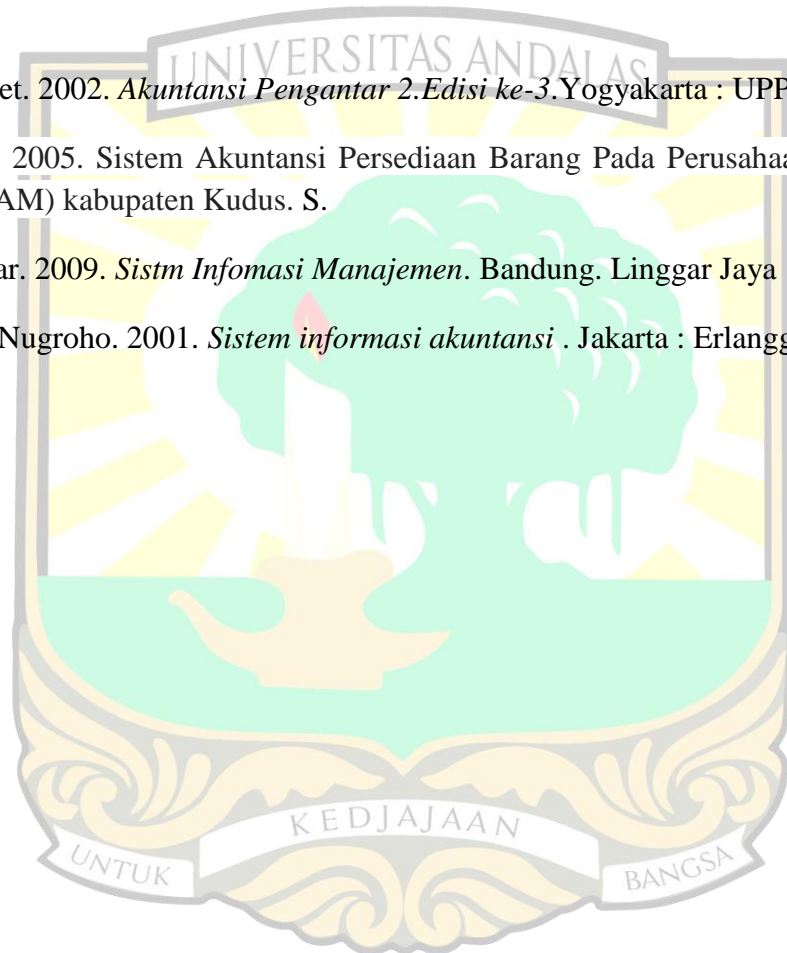 UNIVERSITAS ANDALAS
et. 2002. Akuntansi Pengantar 2.Edisi ke-3.Yogyakarta : UPP
2005. Sistem Akuntansi Persediaan Barang Pada Perusahaa
AM) kabupaten Kudus. S.
ar. 2009. Sistm Infomasi Manajemen. Bandung. Linggar Jaya
Nugroho. 2001. Sistem informasi akuntansi . Jakarta : Erlangg
KEDJAJAAN
UNTUK
BANGSA